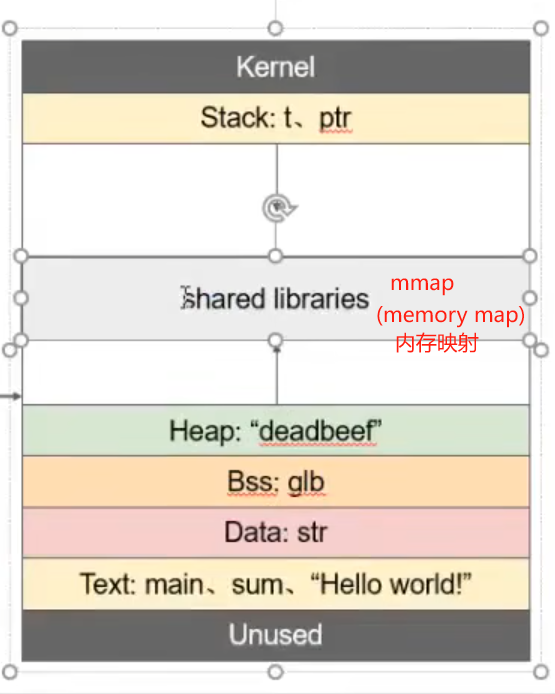 Kernel
Stack: t、ptr
shared libraries
mmap
(memory map)
内存映射
Heap: “deadbeef”
Bss: glb
Data: str
Text: main、sum、“Hello world!”
Unused